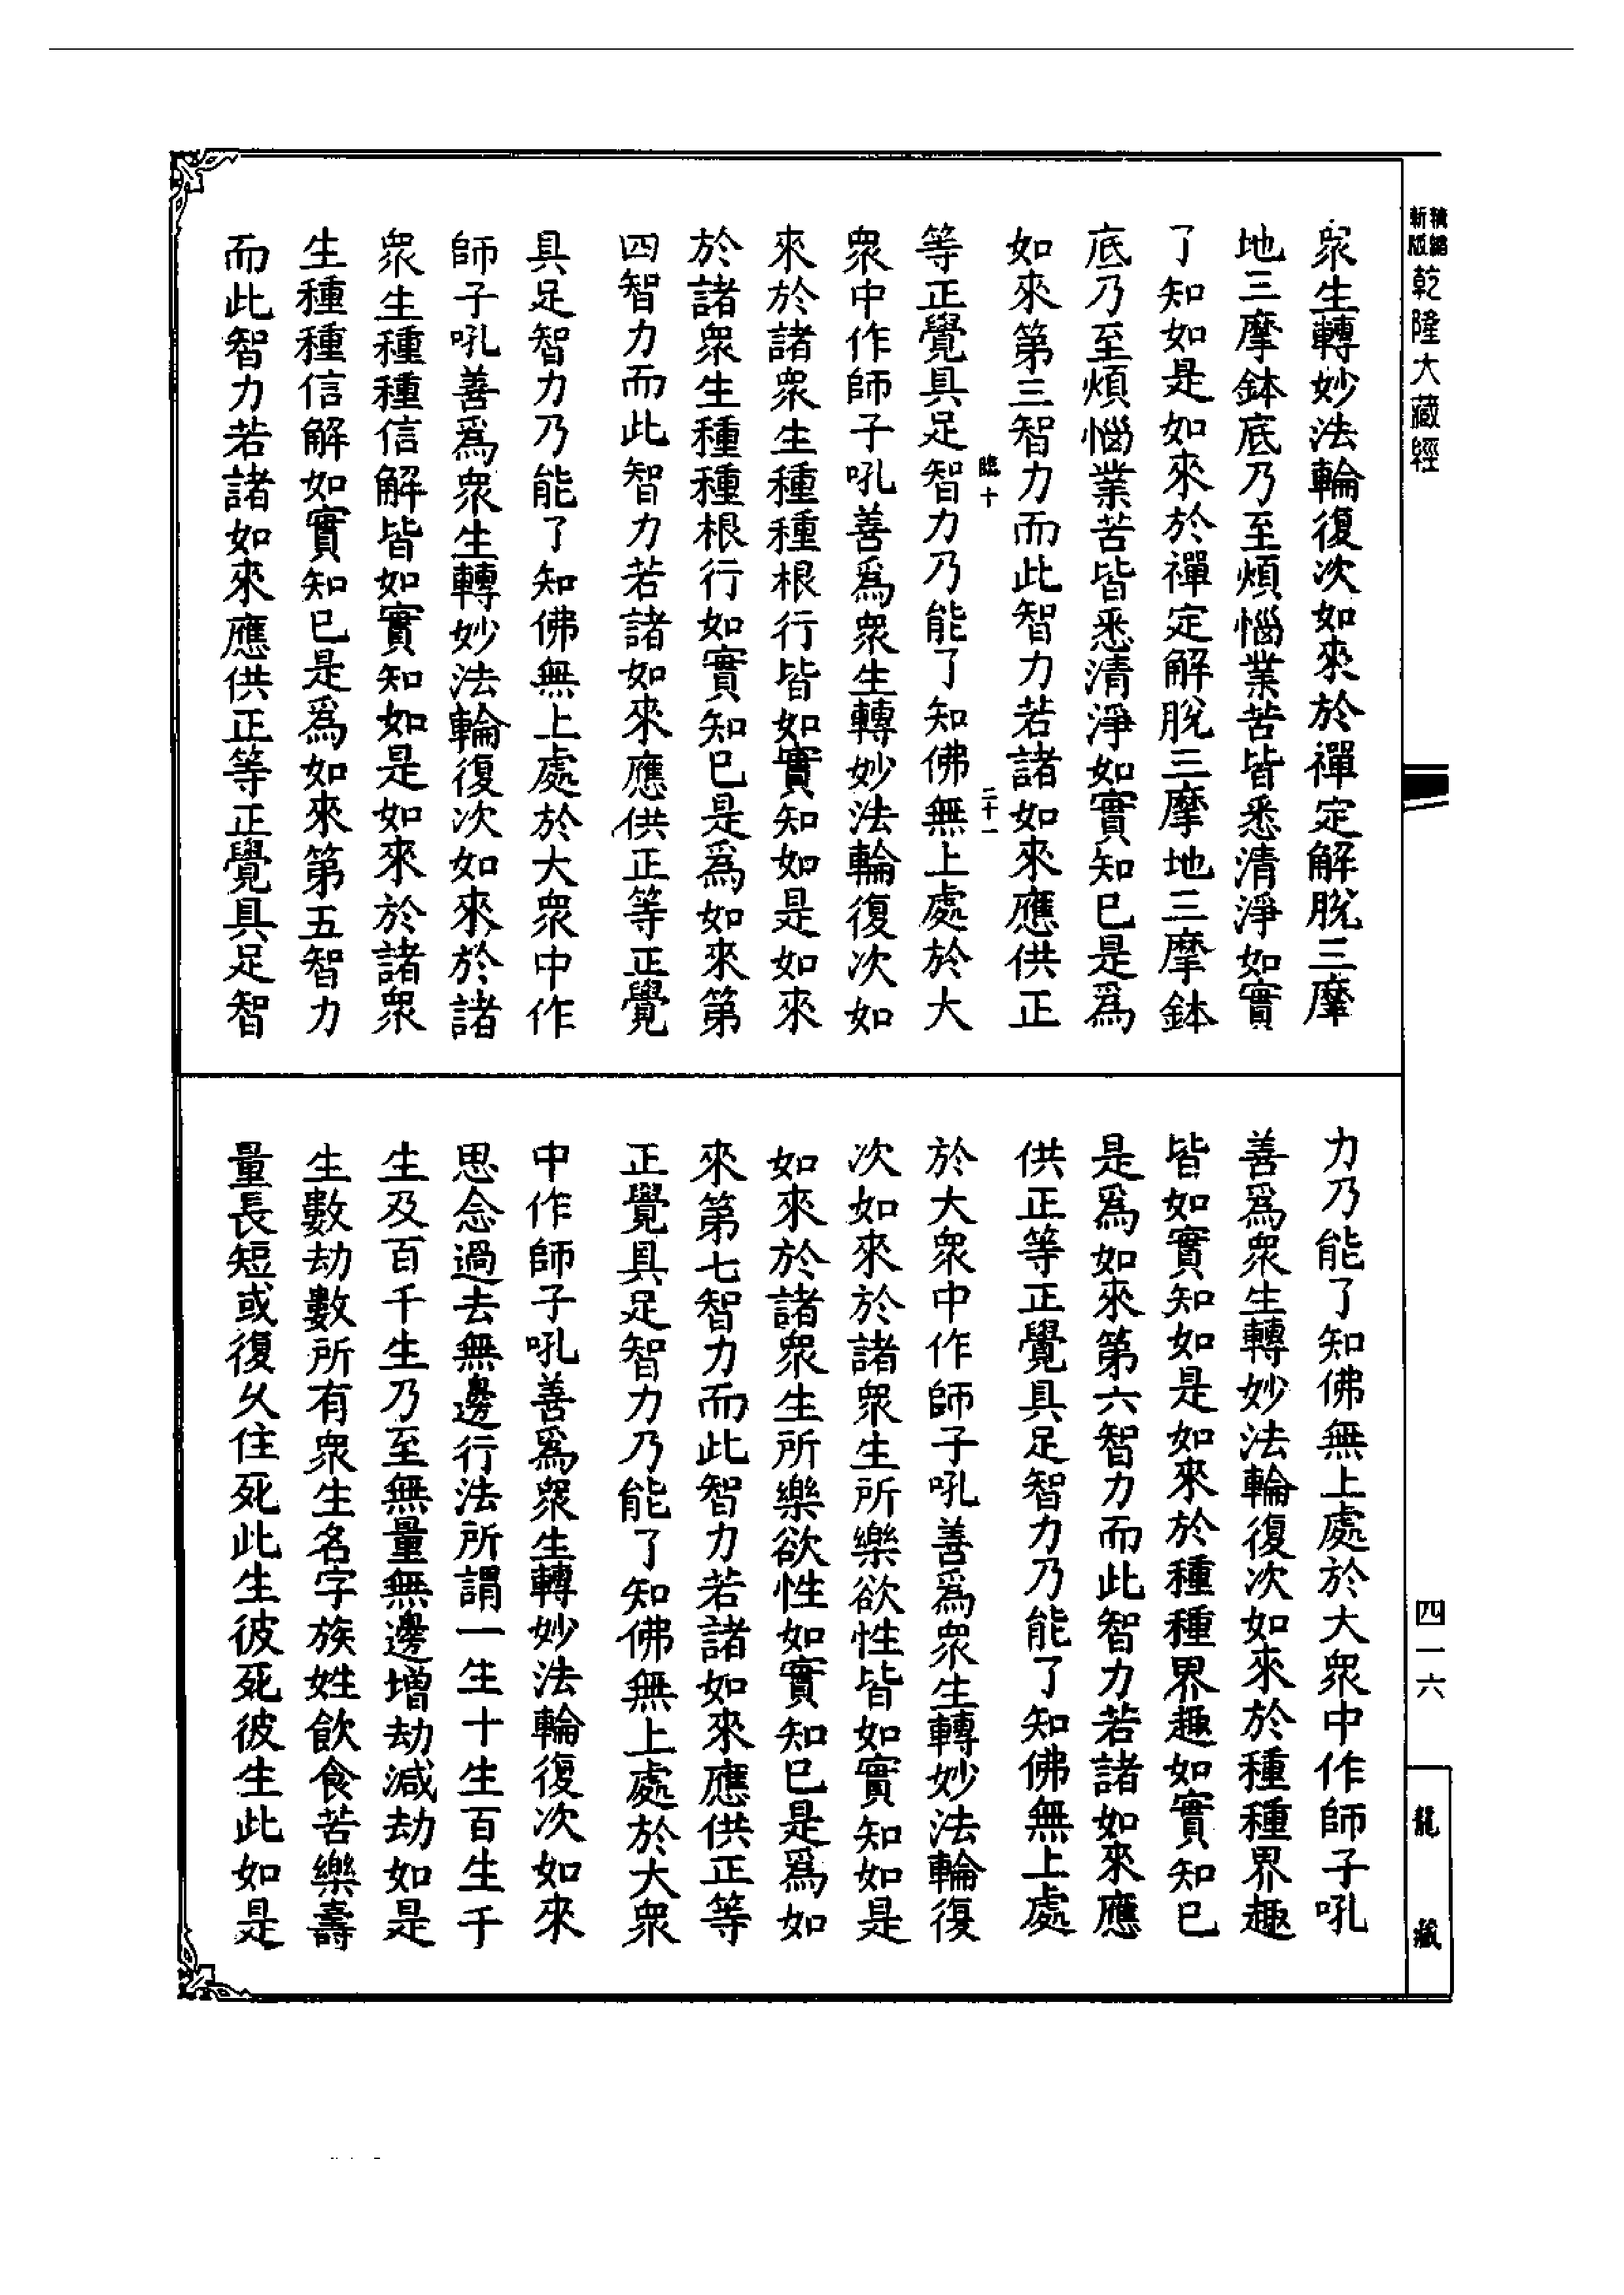 新版精編乾隆大藏經
眾生轉妙法輪復次如來於禪定解脫三摩
地三摩鉢底乃至煩惱業苦皆悉清淨如實
了知如是如來於禪定解脫三摩地三摩鉢
底乃至煩惱業苦皆悉清淨如實知已是爲
如來第三智力而此智力若諸如來應供正
臨十 二十一
等正覺具足智力乃能了知佛無上處於大
眾中作師子吼善爲眾生轉妙法輪復次如
來於諸眾生種種根行皆如實知如是如來
於諸眾生種種根行如實知已是爲如來第
四智力而此智力若諸如來應供正等正覺
具足智力乃能了知佛無上處於大眾中作
師子吼善爲眾生轉妙法輪復次如來於諸
眾生種種信解皆如實知如是如來於諸眾
生種種信解如實知已是爲如來第五智力
而此智力若諸如來應供正等正覺具足智
力乃能了知佛無上處於大眾中作師子吼
善爲眾生轉妙法輪復次如來於種種界趣
皆如實知如是如來於種種界趣如實知已
是爲如來第六智力而此智力若諸如來應
供正等正覺具足智力乃能了知佛無上處
於大眾中作師子吼善爲眾生轉妙法輪復
次如來於諸眾生所樂欲性皆如實知如是
如來於諸眾生所樂欲性如實知已是爲如
來第七智力而此智力若諸如來應供正等
正覺具足智力乃能了知佛無上處於大眾
中作師子吼善爲眾生轉妙法輪復次如來
思念過去無邊行法所謂一生十生百生千
生及百千生乃至無量無邊增劫減劫如是
生數劫數所有眾生名字族姓飲食苦樂壽
量長短或復久住死此生彼死彼生此如是
四一六
龍藏